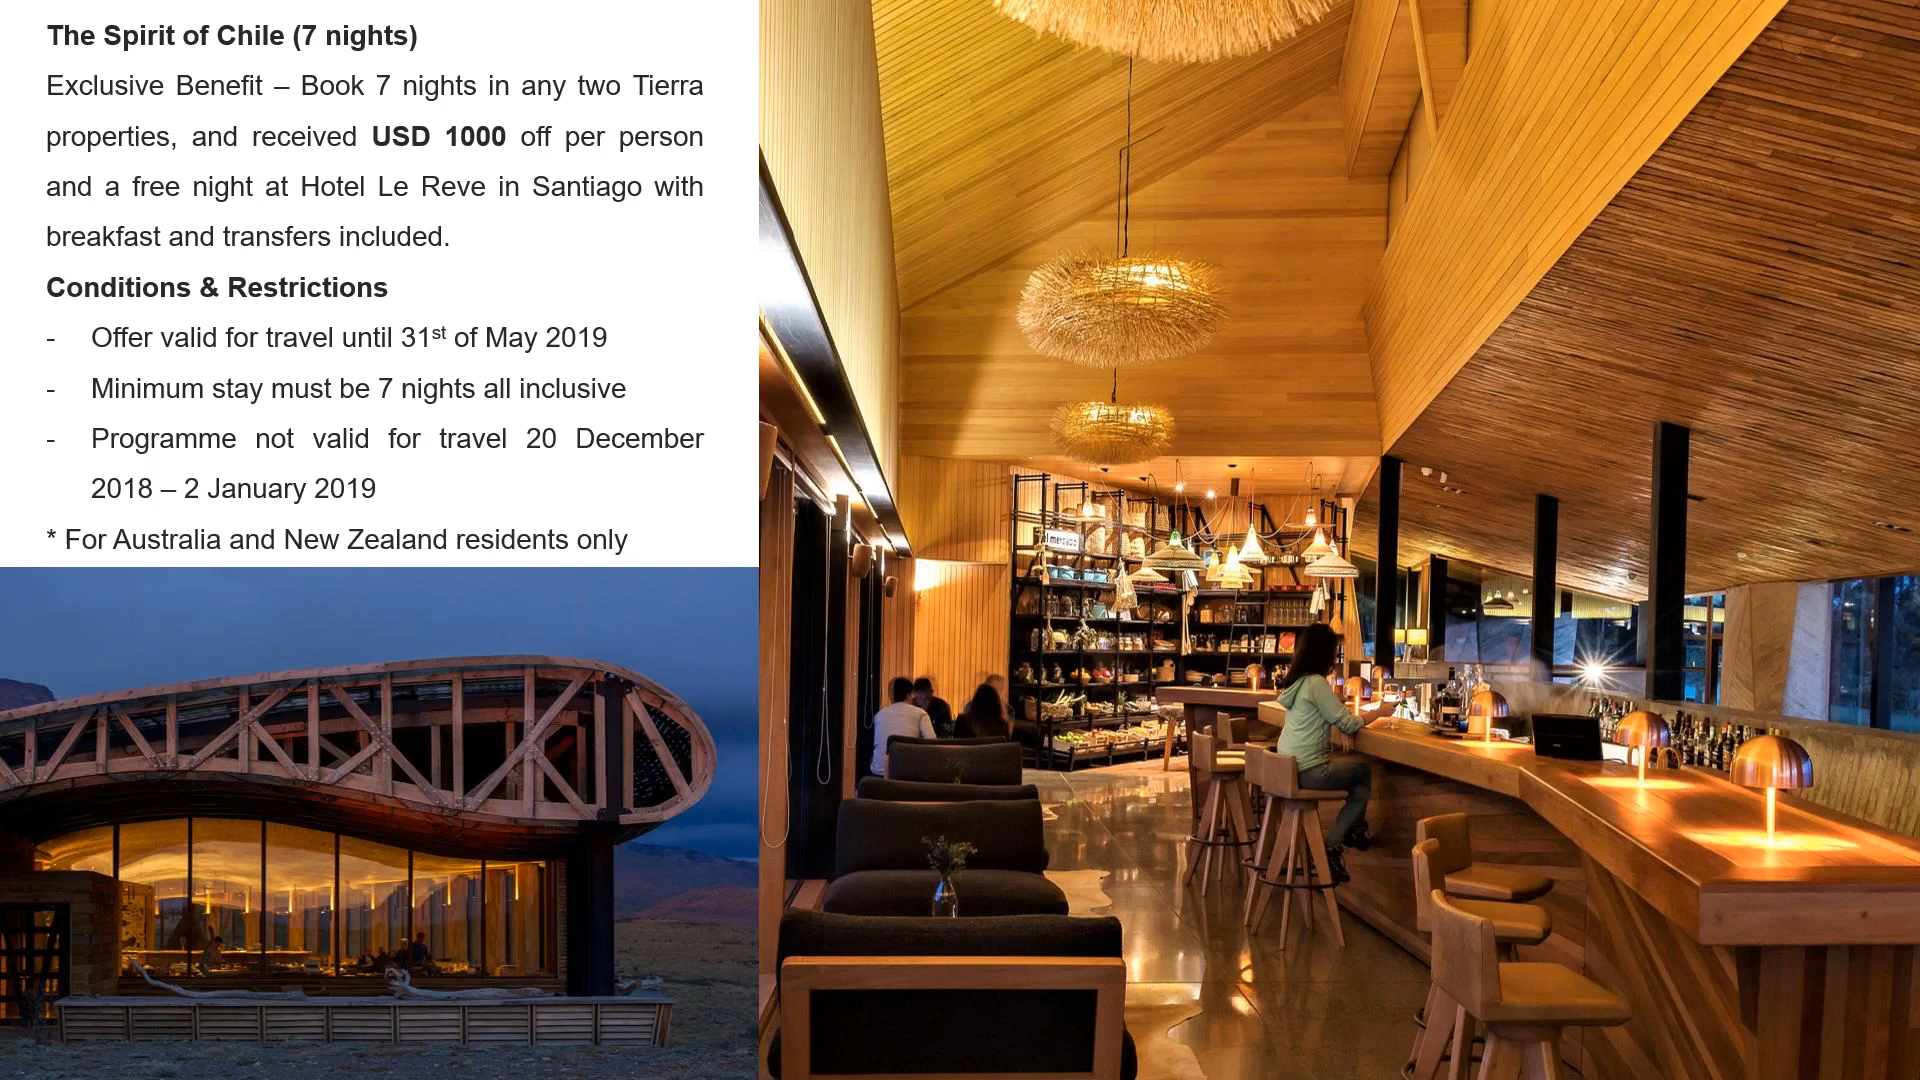 The Spirit of Chile (7 nights)
Exclusive Benefit – Book 7 nights in any two Tierra
properties, and received USD 1000 off per person
and a free night at Hotel Le Reve in Santiago with
breakfast and transfers included.
Conditions & Restrictions
- Offer valid for travel until 31st of May 2019
- Minimum stay must be 7 nights all inclusive
- Programme not valid for travel 20 December
2018 – 2 January 2019
* For Australia and New Zealand residents only
mercado